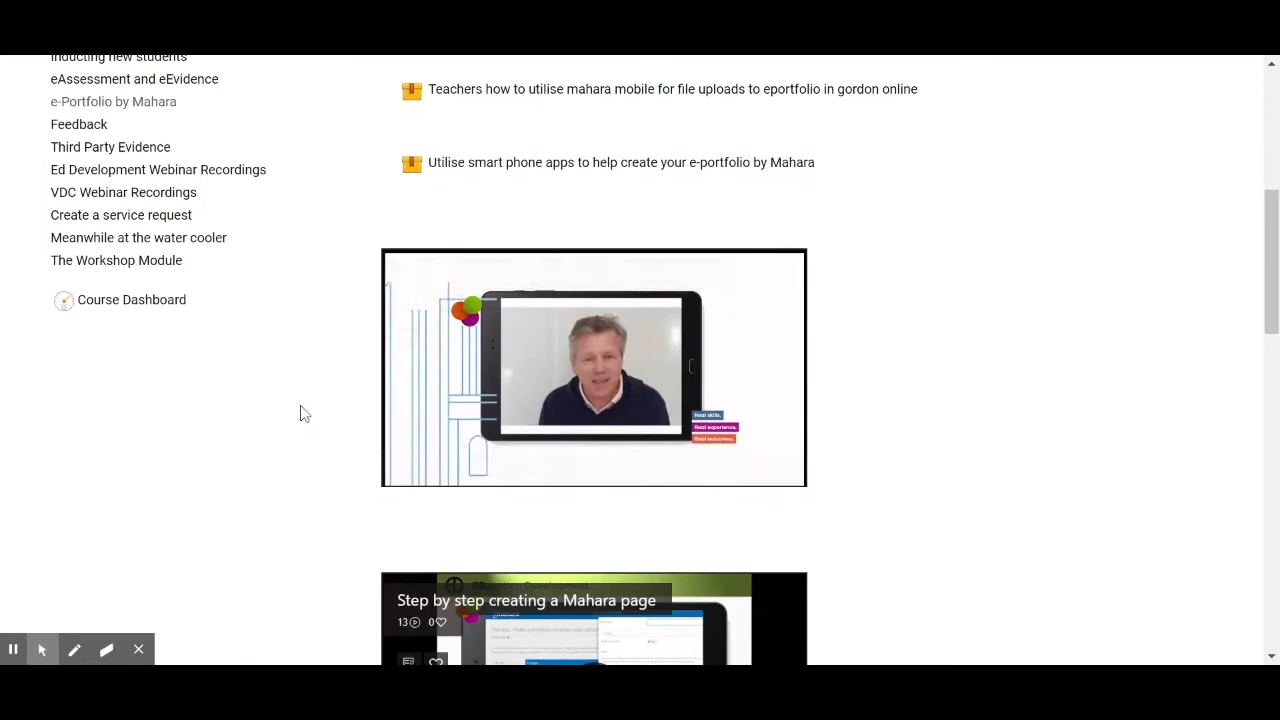 Inducting new students
eAssessment and eEvidence
e-Portfolio by Mahara
Feedback
Third Party Evidence
Ed Development Webinar Recordings
VDC Webinar Recordings
Create a service request
Meanwhile at the water cooler
The Workshop Module
Course Dashboard
Teachers how to utilise mahara mobile for file uploads to eportfolio in gordon online
Utilise smart phone apps to help create your e-portfolio by Mahara
Real skills.
Real experience.
Real outcomes.
Step by step creating a Mahara page
13 0